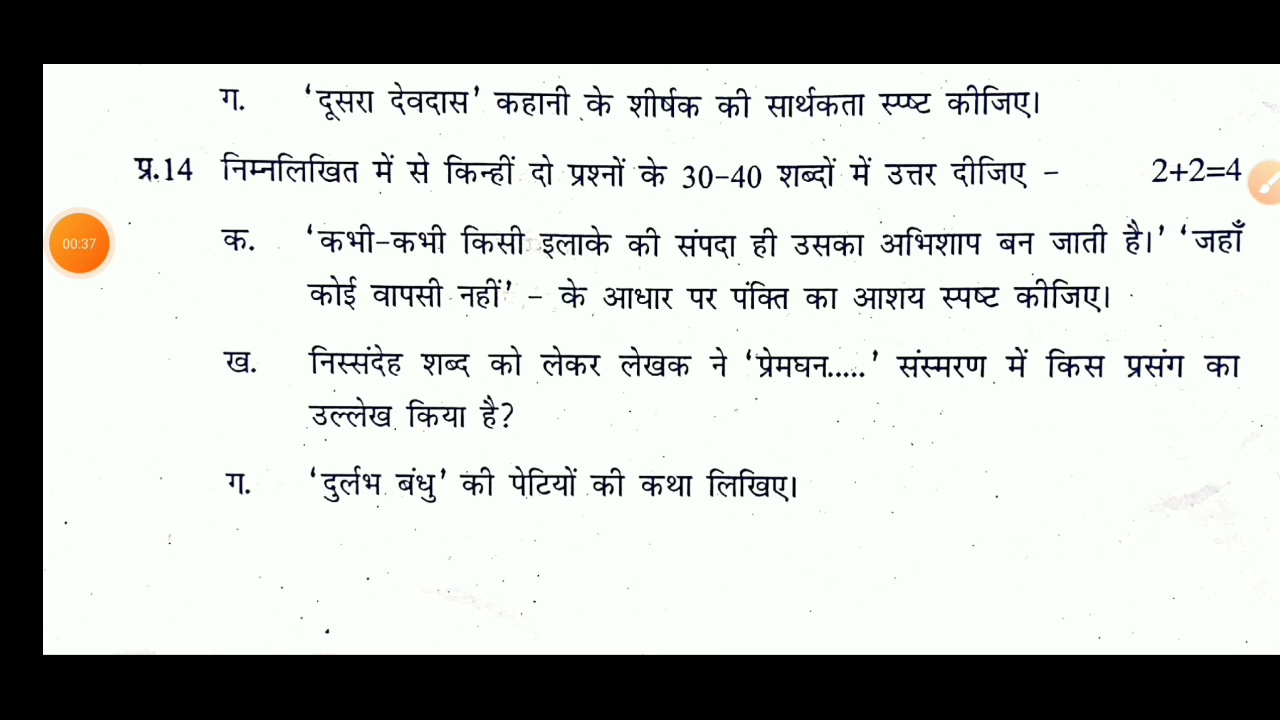 ग. 'दूसरा देवदास' कहानी के शीर्षक की सार्थकता स्प्ष्ट कीजिए।
प्र.14 निम्नलिखित में से किन्हीं दो प्रश्नों के 30-40 शब्दों में उत्तर दीजिए - 2+2=4
00:37
क. 'कभी-कभी किसी इलाके की संपदा ही उसका अभिशाप बन जाती है।' 'जहाँ
कोई वापसी नहीं' - के आधार पर पंक्ति का आशय स्पष्ट कीजिए।
ख. निस्संदेह शब्द को लेकर लेखक ने 'प्रेमघन.....' संस्मरण में किस प्रसंग का
उल्लेख किया है?
ग. 'दुर्लभ बंधु' की पेटियों की कथा लिखिए।